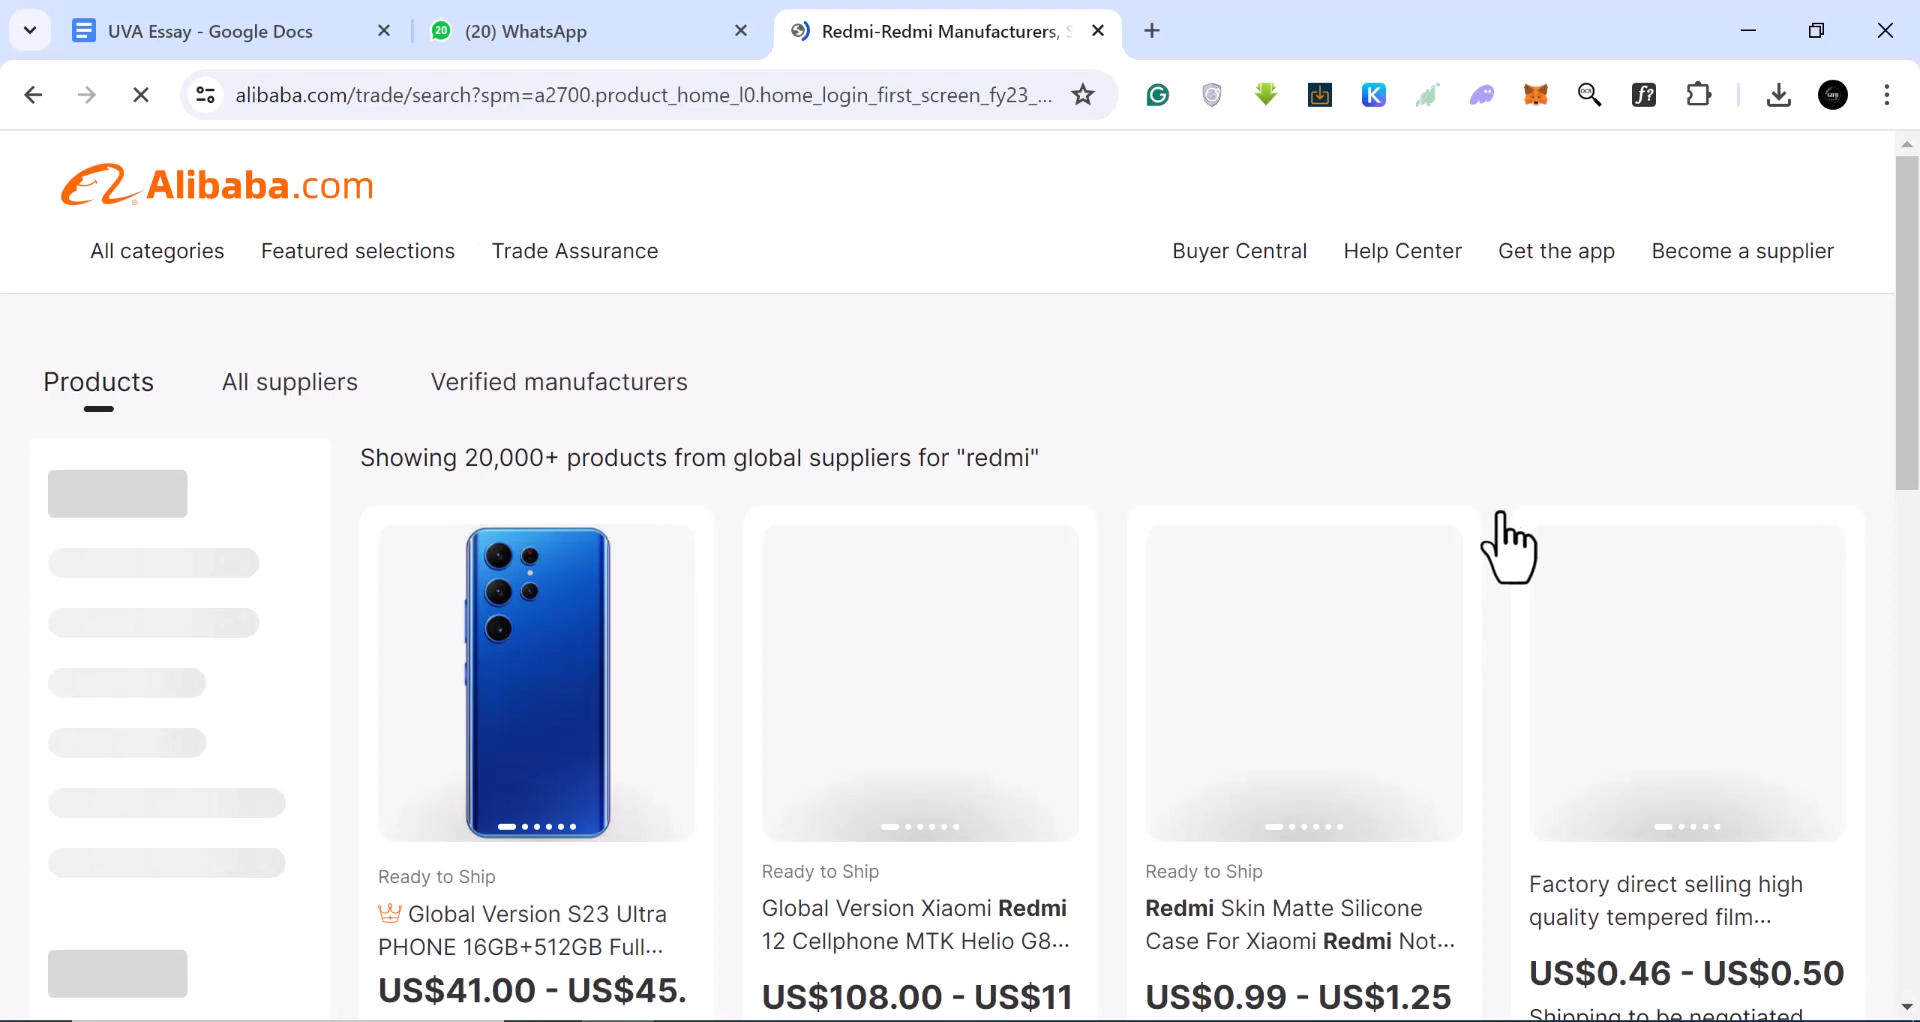 UVA Essay - Google Docs
20
(20) WhatsApp
Redmi-Redmi Manufacturers, S
alibaba.com/trade/search?spm=a2700.product_home_l0.home_login_first_screen_fy23_...
K
f?
Alibaba.com
All categories
Featured selections
Trade Assurance
Buyer Central
Help Center
Get the app
Become a supplier
Products
All suppliers
Verified manufacturers
Showing 20,000+ products from global suppliers for "redmi"
Ready to Ship
Global Version S23 Ultra
PHONE 16GB+512GB Full...
US$41.00 - US$45.
Ready to Ship
Global Version Xiaomi Redmi
12 Cellphone MTK Helio G8...
US$108.00 - US$11
Ready to Ship
Redmi Skin Matte Silicone
Case For Xiaomi Redmi Not...
US$0.99 - US$1.25
Factory direct selling high
quality tempered film...
US$0.46 - US$0.50
Shipping to be negotiated